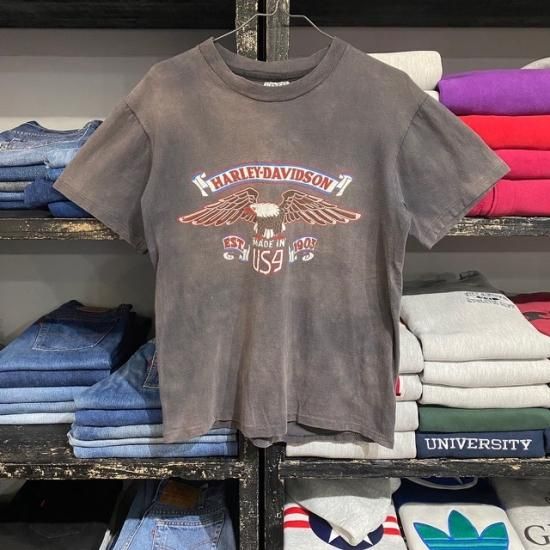 HARLEY-DAVIDSON
EST 1903
MADE IN
USA
UNIVERSITY